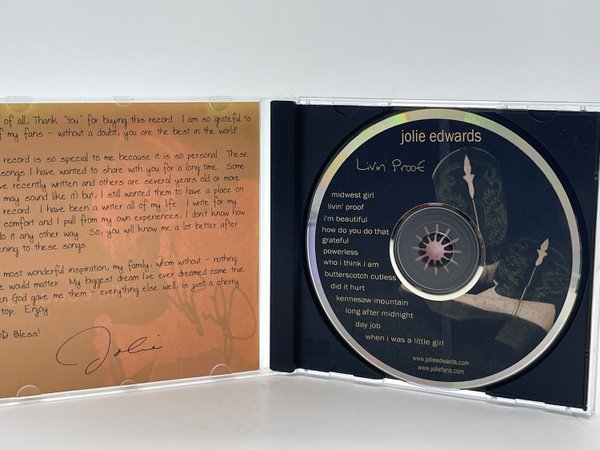 of all, Thank "You" for buying this record. I am so grateful to
of my fans - without a doubt, you are the best in the world!
record is so special to me because it is so personal. These
songs I have wanted to share with you for a long time. Some
ve recently written and others are several years old or more
may sound like it) but, I still wanted them to have a place on
record. I have been a writer all of my life. I write for my
comfort and I pull from my own experiences, I don't know how
do it any other way. So, you will know me a lot better after
ening to these songs.
most wonderful inspiration, my family, whom without - nothing
e would matter. My biggest dream I've ever dreamed came true
en God gave me them - everything else, well, is just a cherry
top. Enjoy.
OD Bless!
Jolie
jolie edwards
Livin Proof
midwest girl
livin' proof
i'm beautiful
how do you do that
grateful
powerless
who i think i am
butterscotch cutless
did it hurt
kennesaw mountain
long after midnight
day job
when i was a little girl
www.jolieedwards.com
www.joliefans.com